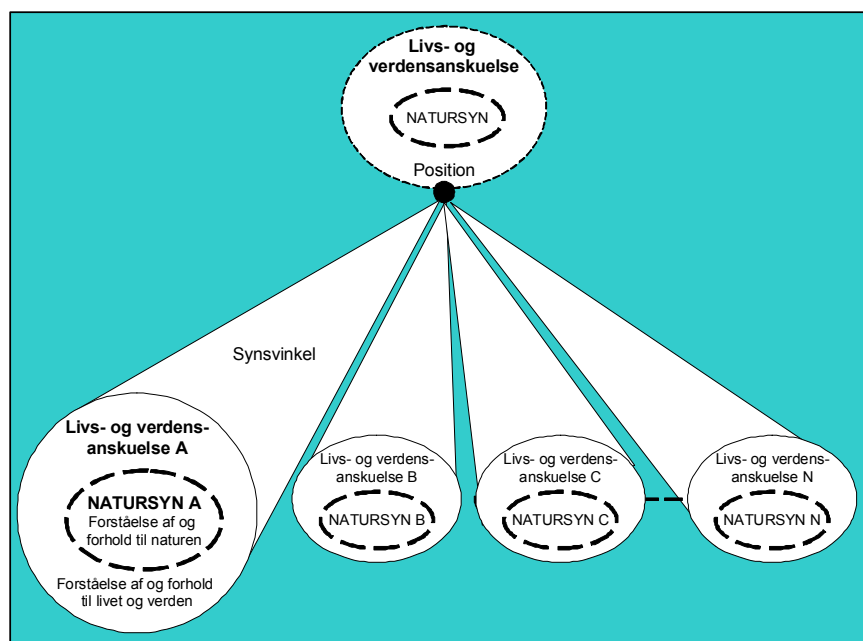 Livs- og
verdensanskuelse
NATURSYN
Position
Synsvinkel
Livs- og verdens-
anskuelse A
NATURSYN A
Forståelse af og
forhold til naturen
Forståelse af og forhold
til livet og verden
Livs- og verdens-
anskuelse B
NATURSYN B
Livs- og verdens-
anskuelse C
NATURSYN C
Livs- og verdens-
anskuelse N
NATURSYN N